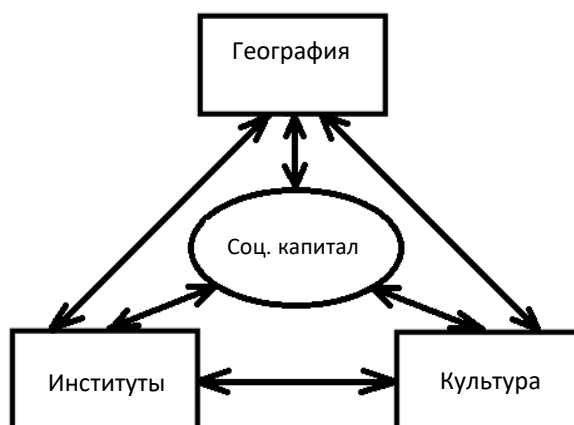 География
Соц. капитал
Институты
Культура